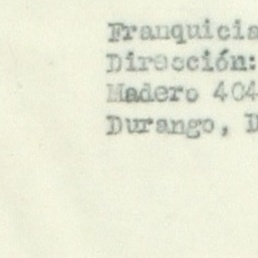 Franquicia
Dirección:
Madero 404
Durango, D